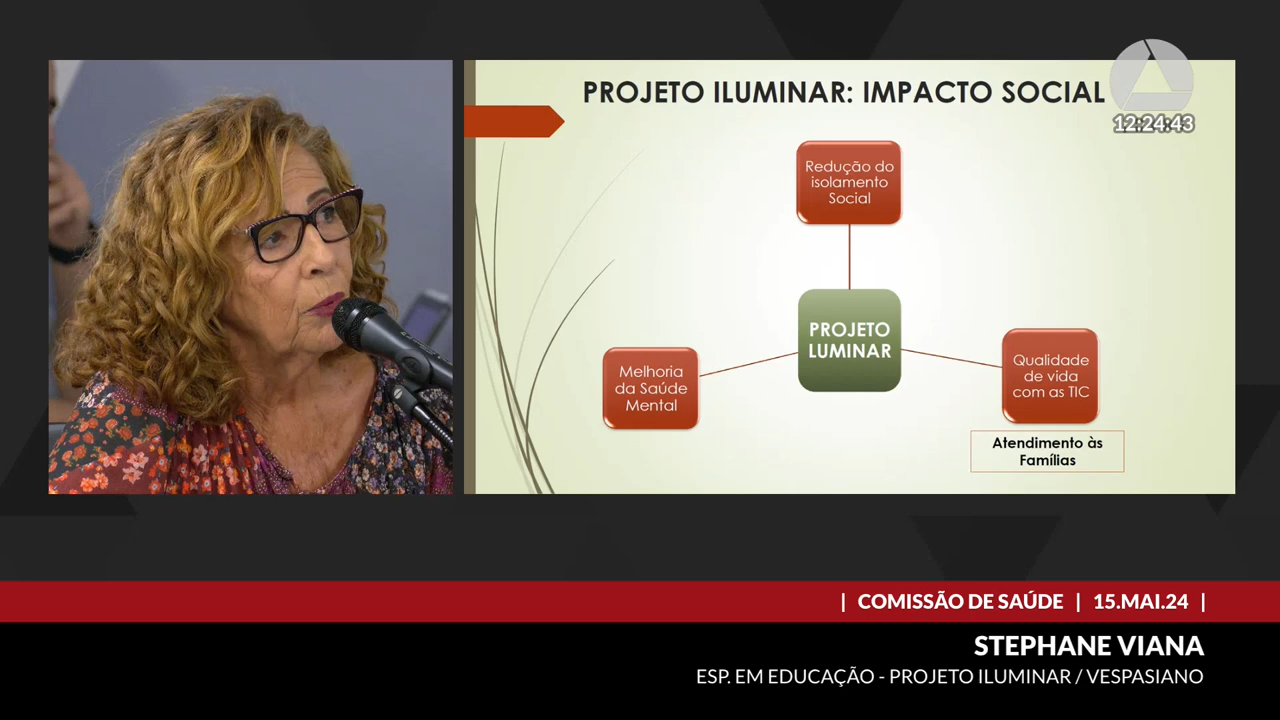 PROJETO ILUMINAR: IMPACTO SOCIAL
12:24:43
Redução do
isolamento
Social
PROJETO
LUMINAR
Melhoria
da Saúde
Mental
Qualidade
de vida
com as TIC
Atendimento às
Famílias
| COMISSÃO DE SAÚDE | 15.MAI.24 |
STEPHANE VIANA
ESP. EM EDUCAÇÃO - PROJETO ILUMINAR / VESPASIANO